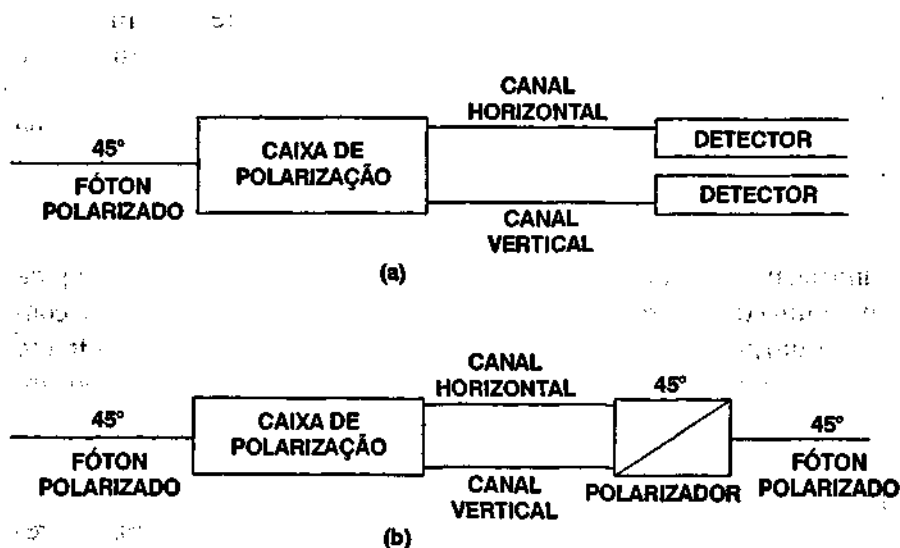 CANAL
HORIZONTAL
45°
CAIXA DE
POLARIZAÇÃO
DETECTOR
FÓTON
POLARIZADO
DETECTOR
CANAL
VERTICAL
(a)
CANAL
HORIZONTAL
45°
45°
CAIXA DE
POLARIZAÇÃO
45°
FÓTON
POLARIZADO
CANAL
VERTICAL
POLARIZADOR
FÓTON
POLARIZADO
(b)